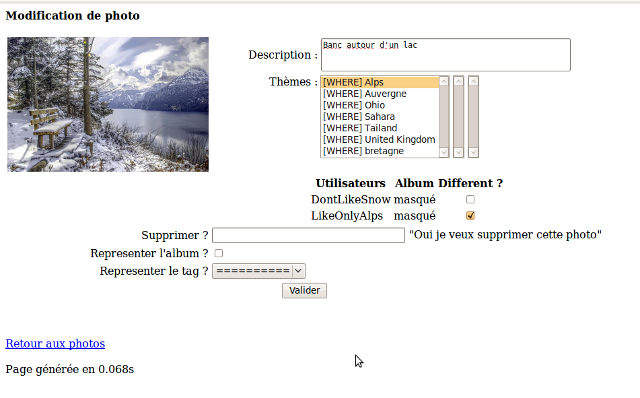 Modification de photo
Description :
Banc autour d'un lac
Thèmes :
[WHERE] Alps
[WHERE] Auvergne
[WHERE] Ohio
[WHERE] Sahara
[WHERE] Tailand
[WHERE] United Kingdom
[WHERE] bretagne
Utilisateurs Album Different ?
DontLikeSnow masqué
LikeOnlyAlps masqué
Supprimer ? "Oui je veux supprimer cette photo"
Representer l'album ?
Representer le tag ? ==========
Valider
Retour aux photos
Page générée en 0.068s